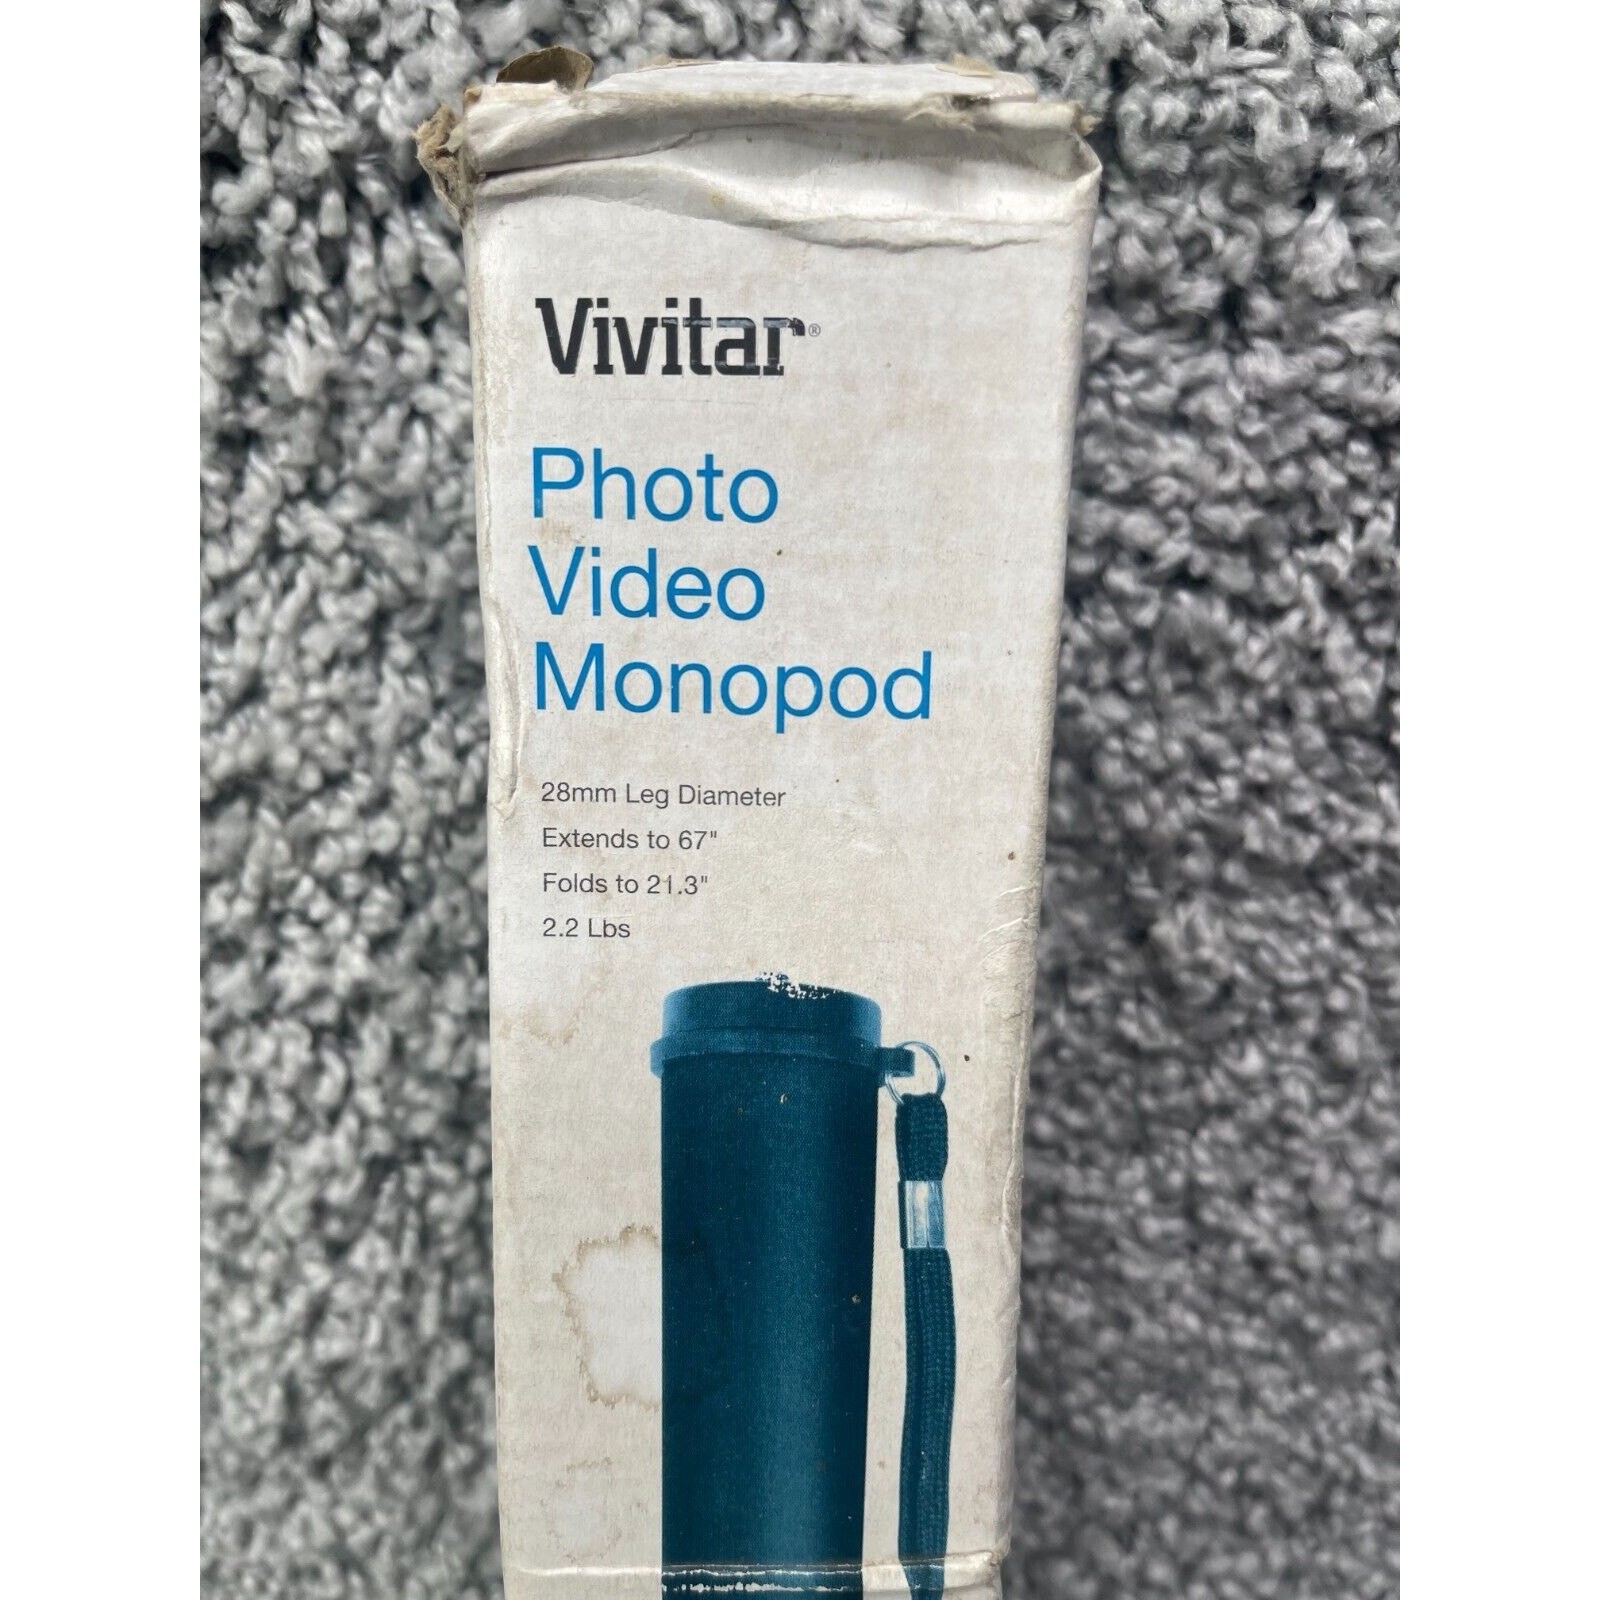 Vivitar®
Photo
Video
Monopod
28mm Leg Diameter
Extends to 67"
Folds to 21.3"
2.2 Lbs